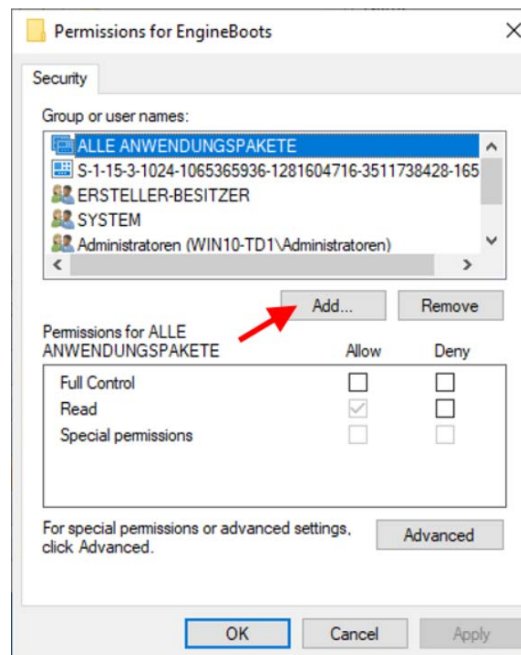 Permissions for EngineBoots
Security
Group or user names:
ALLE ANWENDUNGSPAKETE
S-1-15-3-1024-1065365936-1281604716-3511738428-165
ERSTELLER-BESITZER
SYSTEM
Administratoren (WIN10-TD1\Administratoren)
Add... Remove
Permissions for ALLE
ANWENDUNGSPAKETE Allow Deny
Full Control
Read
Special permissions
For special permissions or advanced settings,
click Advanced.
Advanced
OK Cancel Apply